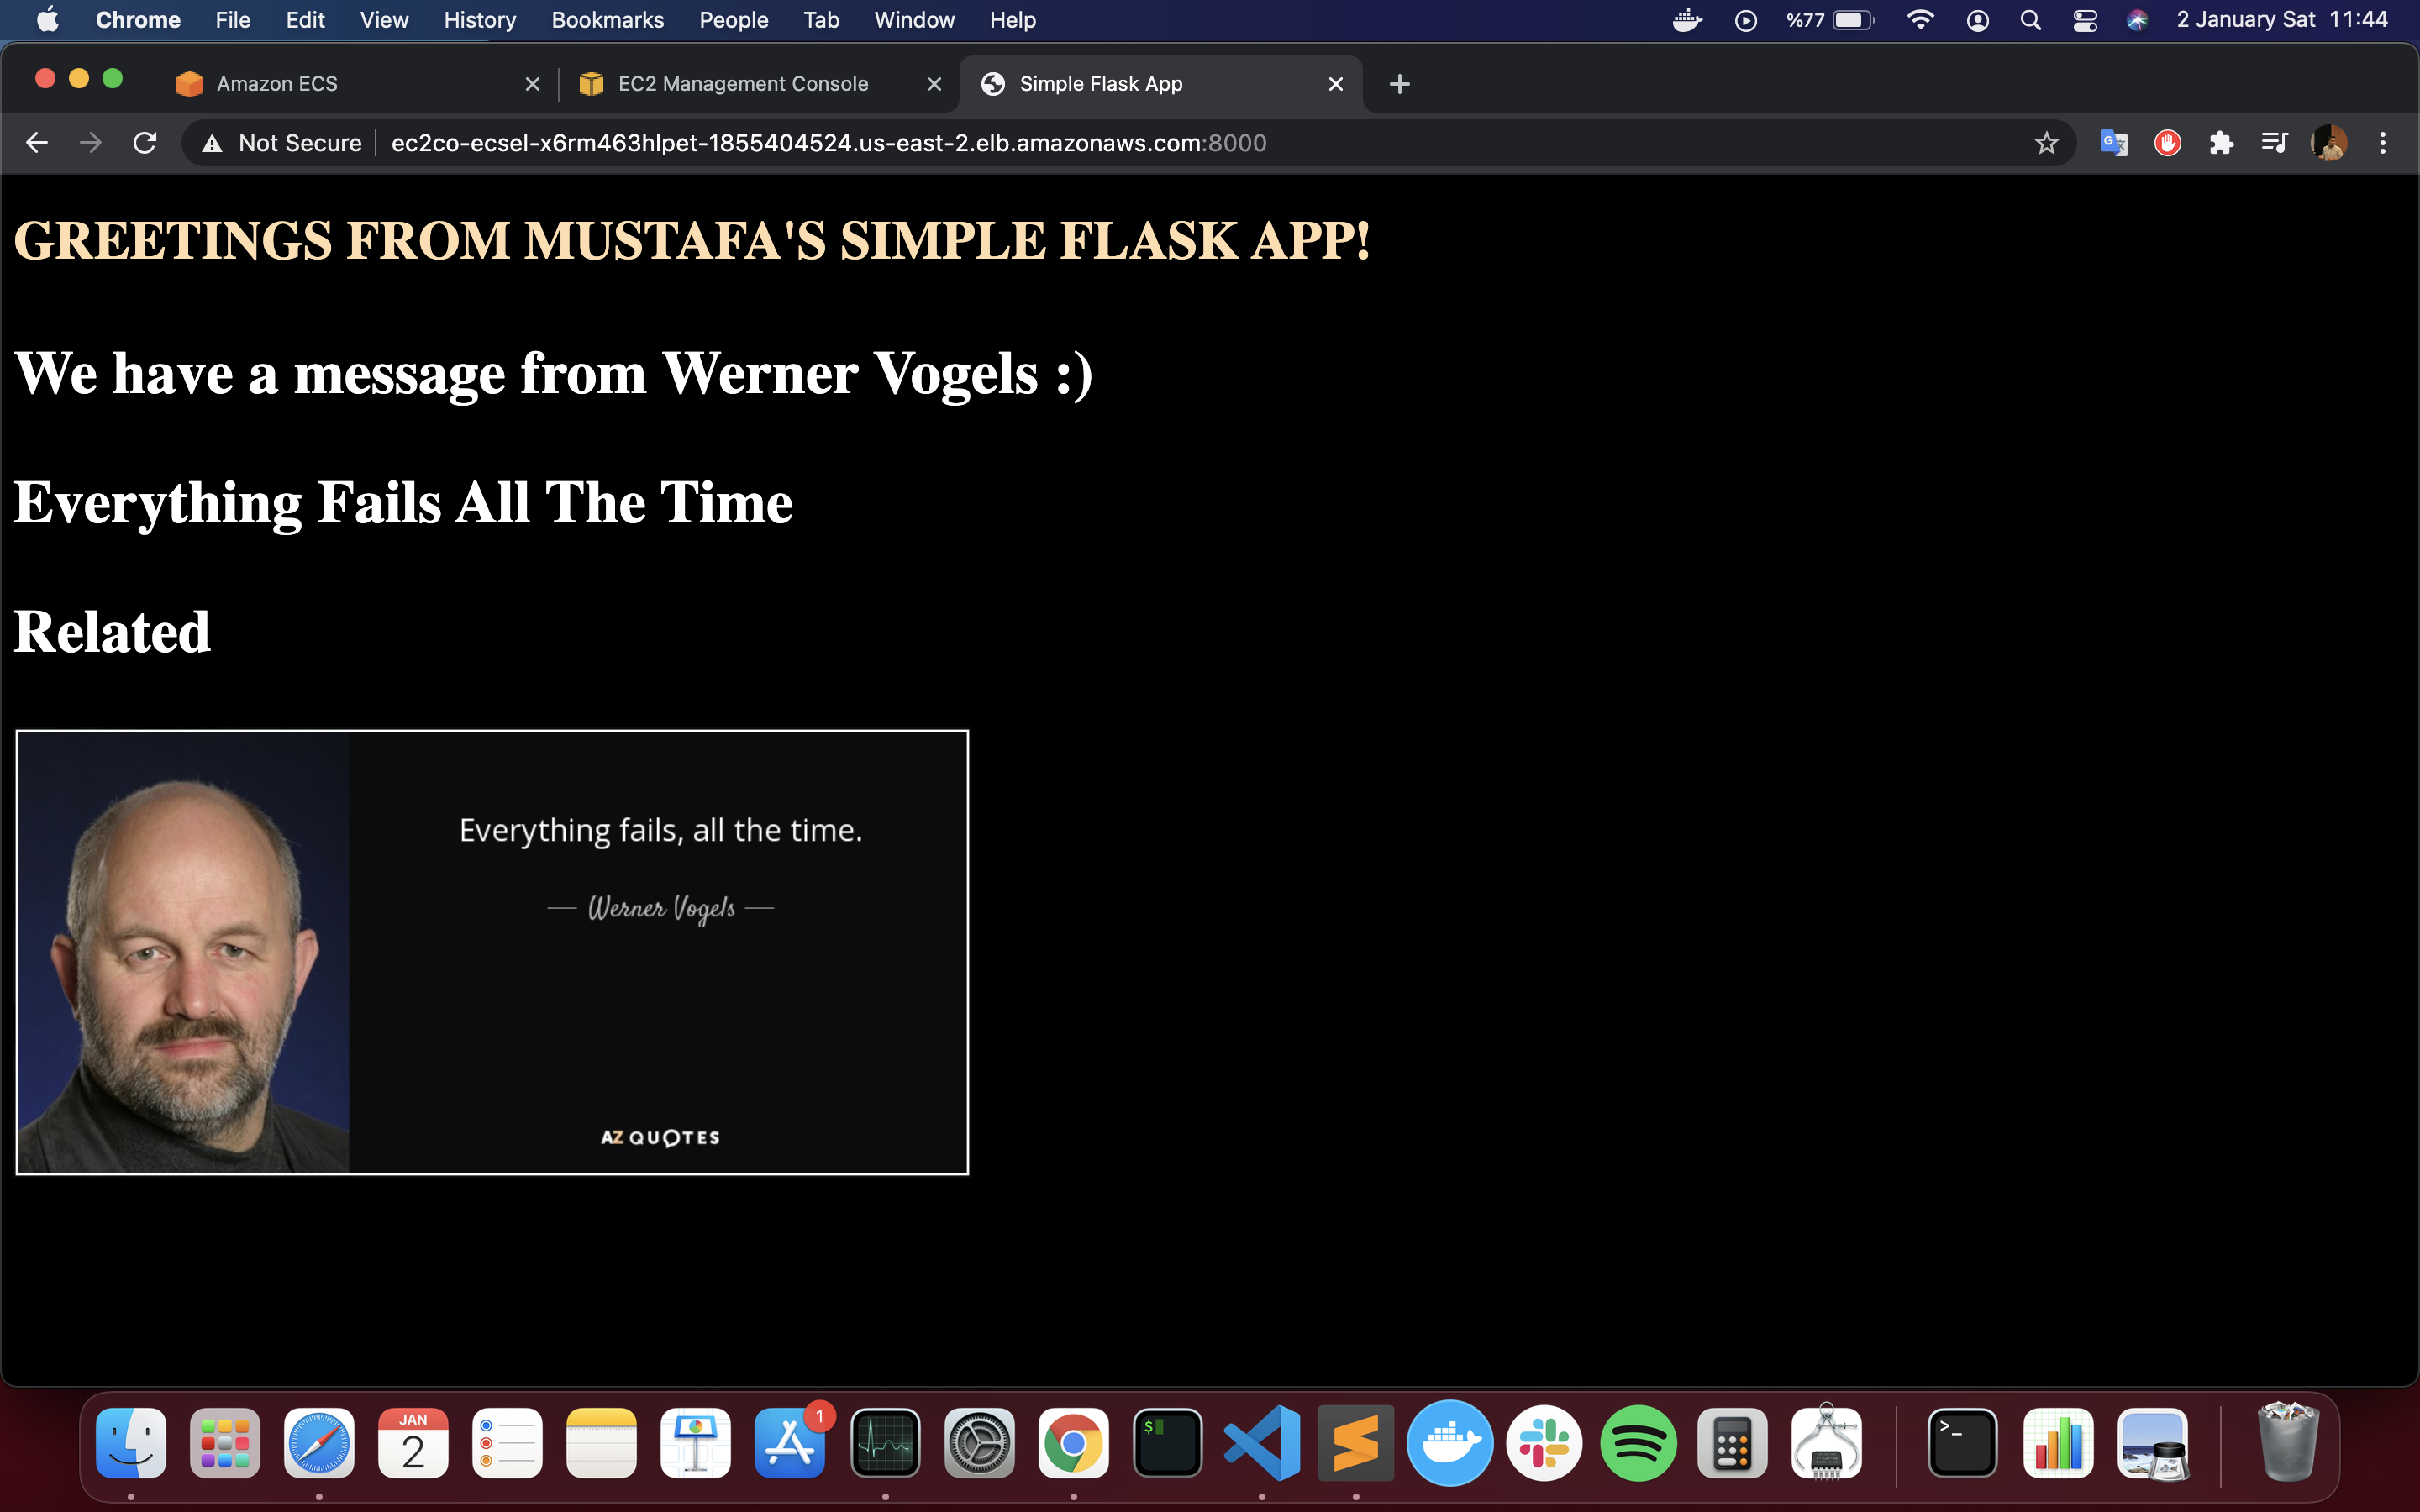 Chrome File Edit View History Bookmarks People Tab Window Help %77 2 January Sat 11:44
Amazon ECS EC2 Management Console Simple Flask App
Not Secure ec2co-ecsel-x6rm463hlpet-1855404524.us-east-2.elb.amazonaws.com:8000
GREETINGS FROM MUSTAFA'S SIMPLE FLASK APP!
We have a message from Werner Vogels :)
Everything Fails All The Time
Related
Everything fails, all the time.
— Werner Vogels —
AZ QUOTES
JAN
2
1
$
>_